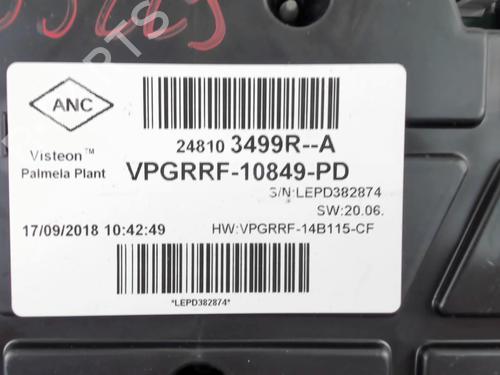 PARTS
ANC
24810 3499R--A
Visteon™
Palmela Plant
VPGRRF-10849-PD
S/N:LEPD382874
SW:20.06.
17/09/2018 10:42:49
HW:VPGRRF-14B115-CF
*LEPD382874*